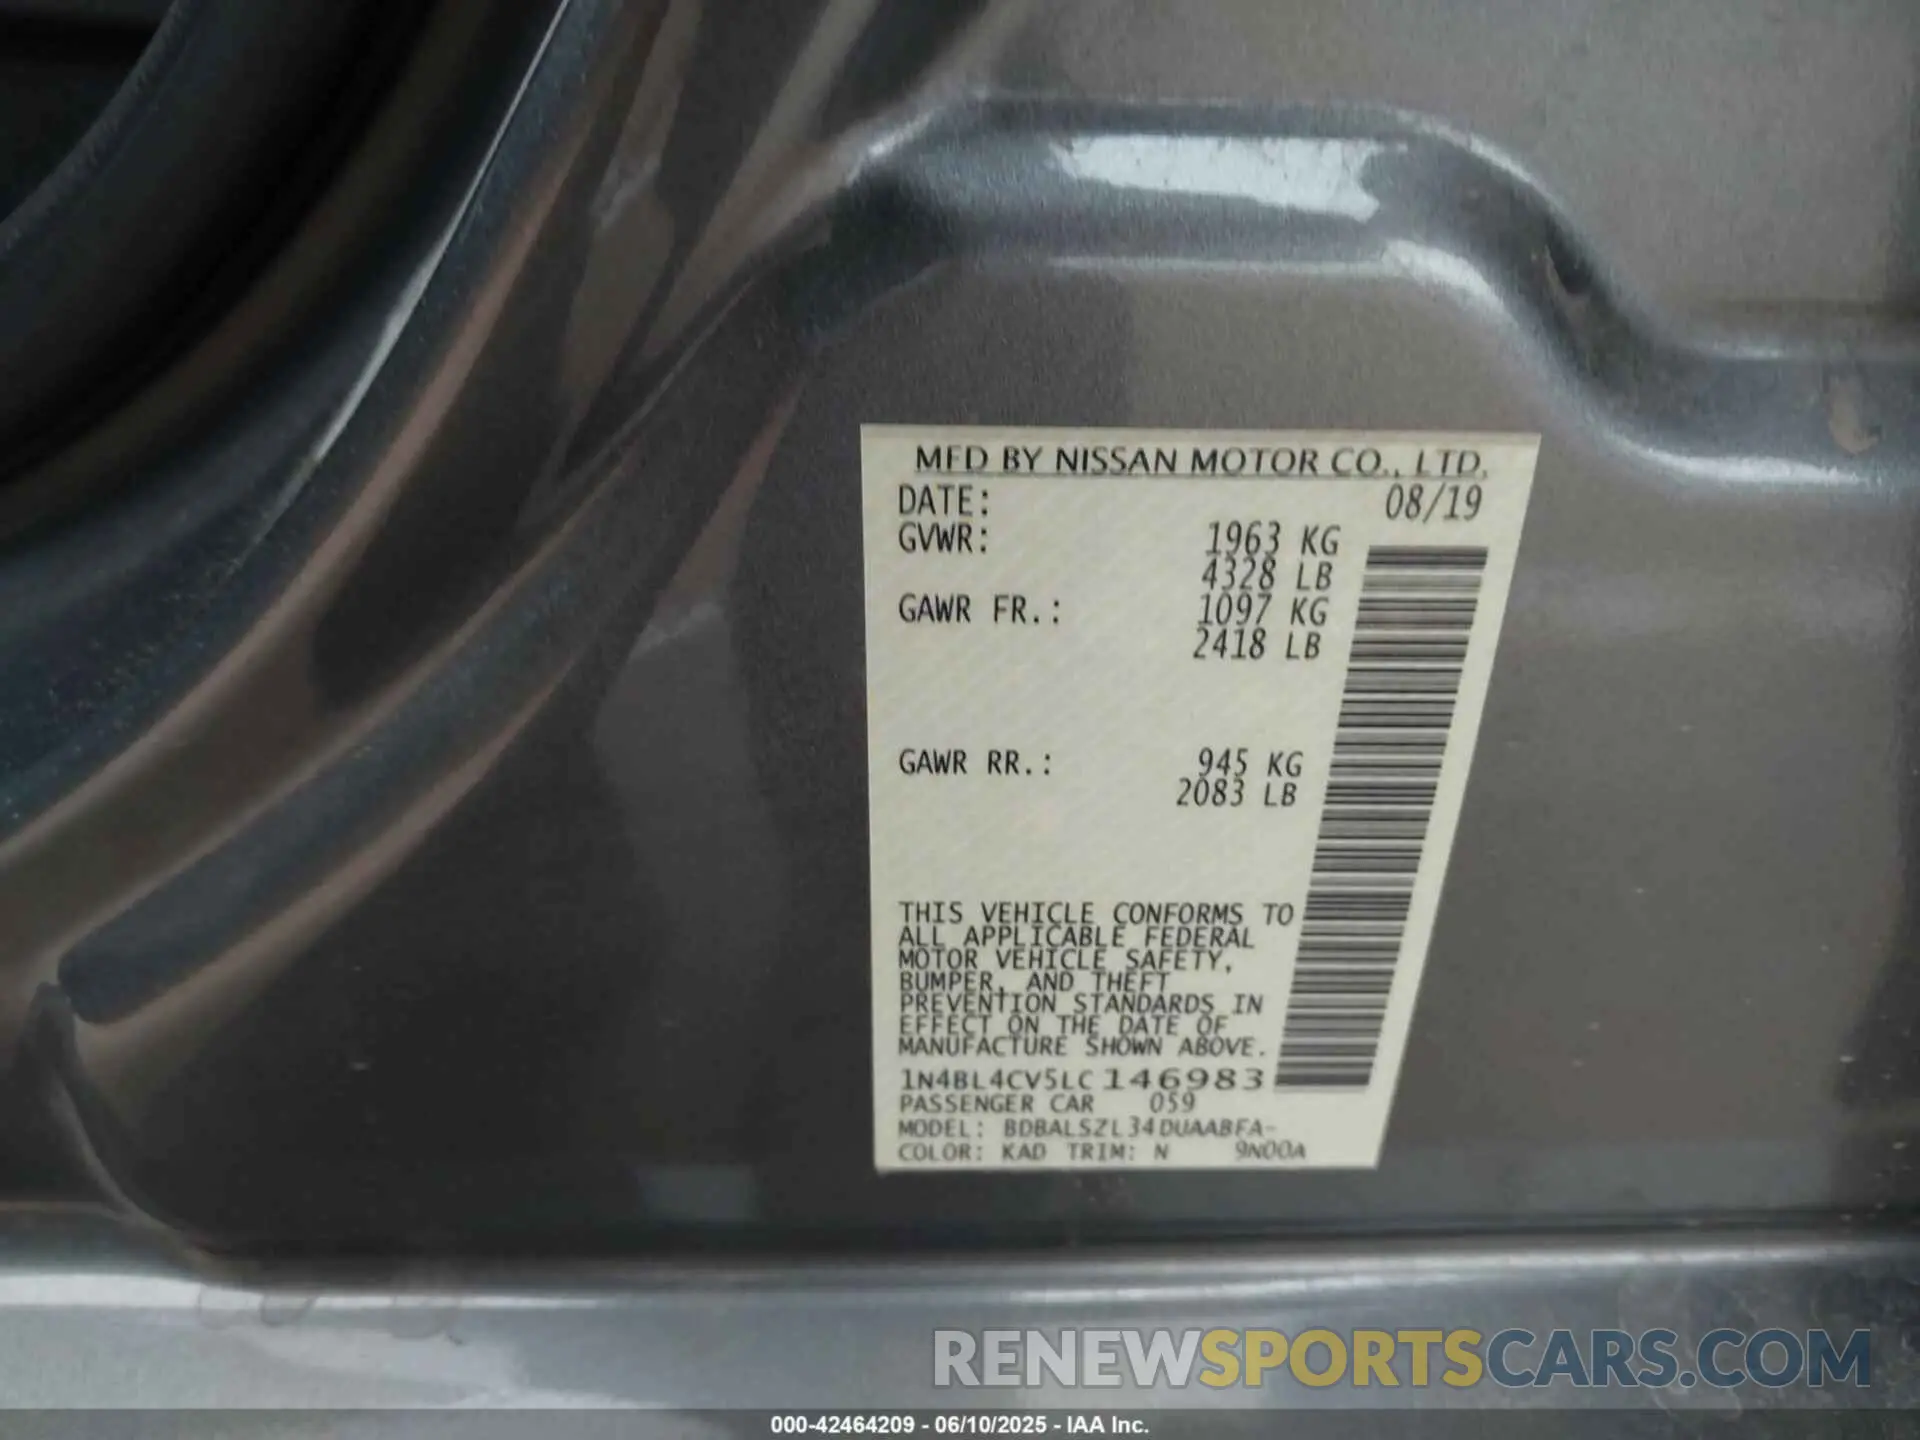 MFD BY NISSAN MOTOR CO., LTD.
DATE: 08/19
GVWR: 1963 KG
4328 LB
GAWR FR.: 1097 KG
2418 LB
GAWR RR.: 945 KG
2083 LB
THIS VEHICLE CONFORMS TO
ALL APPLICABLE FEDERAL
MOTOR VEHICLE SAFETY,
BUMPER, AND THEFT
PREVENTION STANDARDS IN
EFFECT ON THE DATE OF
MANUFACTURE SHOWN ABOVE.
1N4BL4CV5LC146983
PASSENGER CAR 059
MODEL: BDBALSZL34DUAABFA-
COLOR: KAD TRIM: N 9N00A
RENEWSPORTSCARS.COM
000-42464209 - 06/10/2025 - IAA Inc.